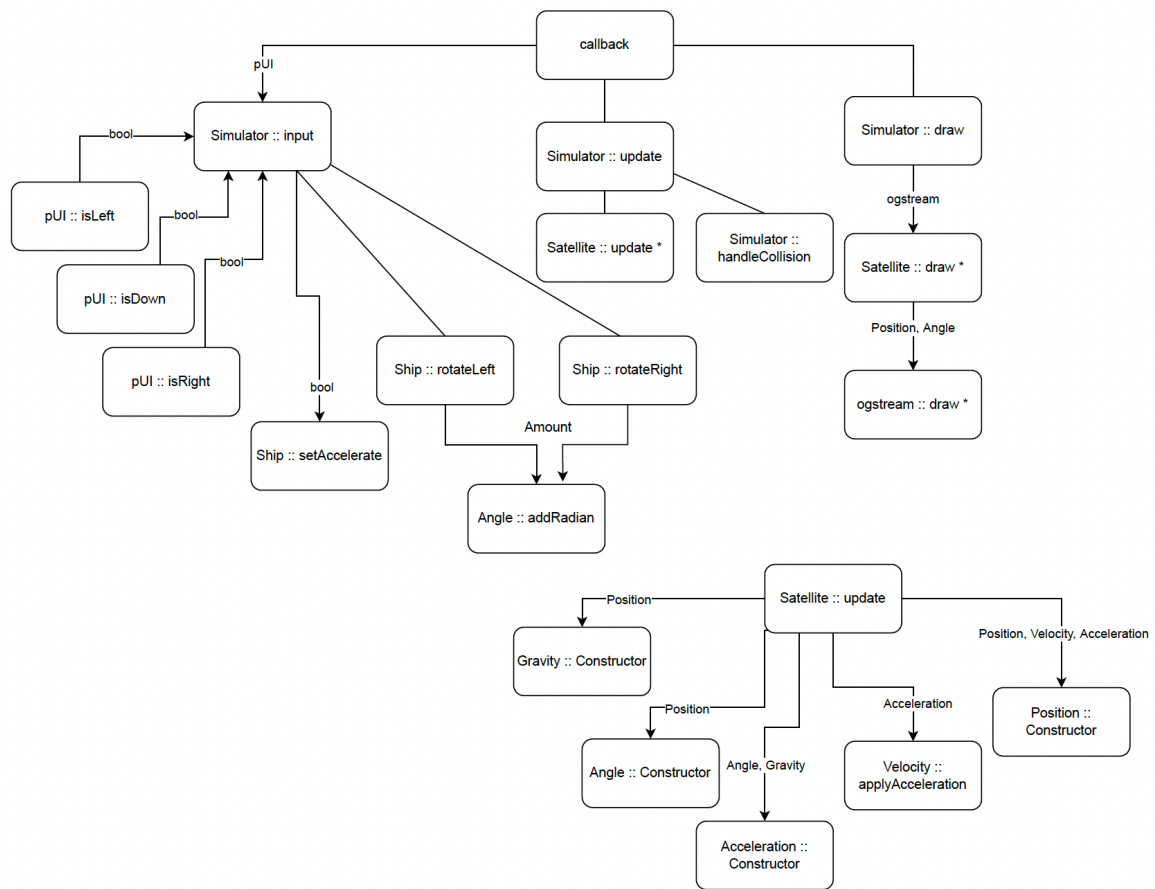 callback
pUI
Simulator :: input
Simulator :: update
Simulator :: draw
bool
pUI :: isLeft
bool
pUI :: isDown
bool
pUI :: isRight
ogstream
Satellite :: update *
Simulator ::
handleCollision
Satellite :: draw *
Position, Angle
ogstream :: draw *
Ship :: rotateLeft
Ship :: rotateRight
bool
Ship :: setAccelerate
Amount
Angle :: addRadian
Satellite :: update
Position
Gravity :: Constructor
Position
Angle :: Constructor
Angle, Gravity
Acceleration ::
Constructor
Acceleration
Velocity ::
applyAcceleration
Position, Velocity, Acceleration
Position ::
Constructor